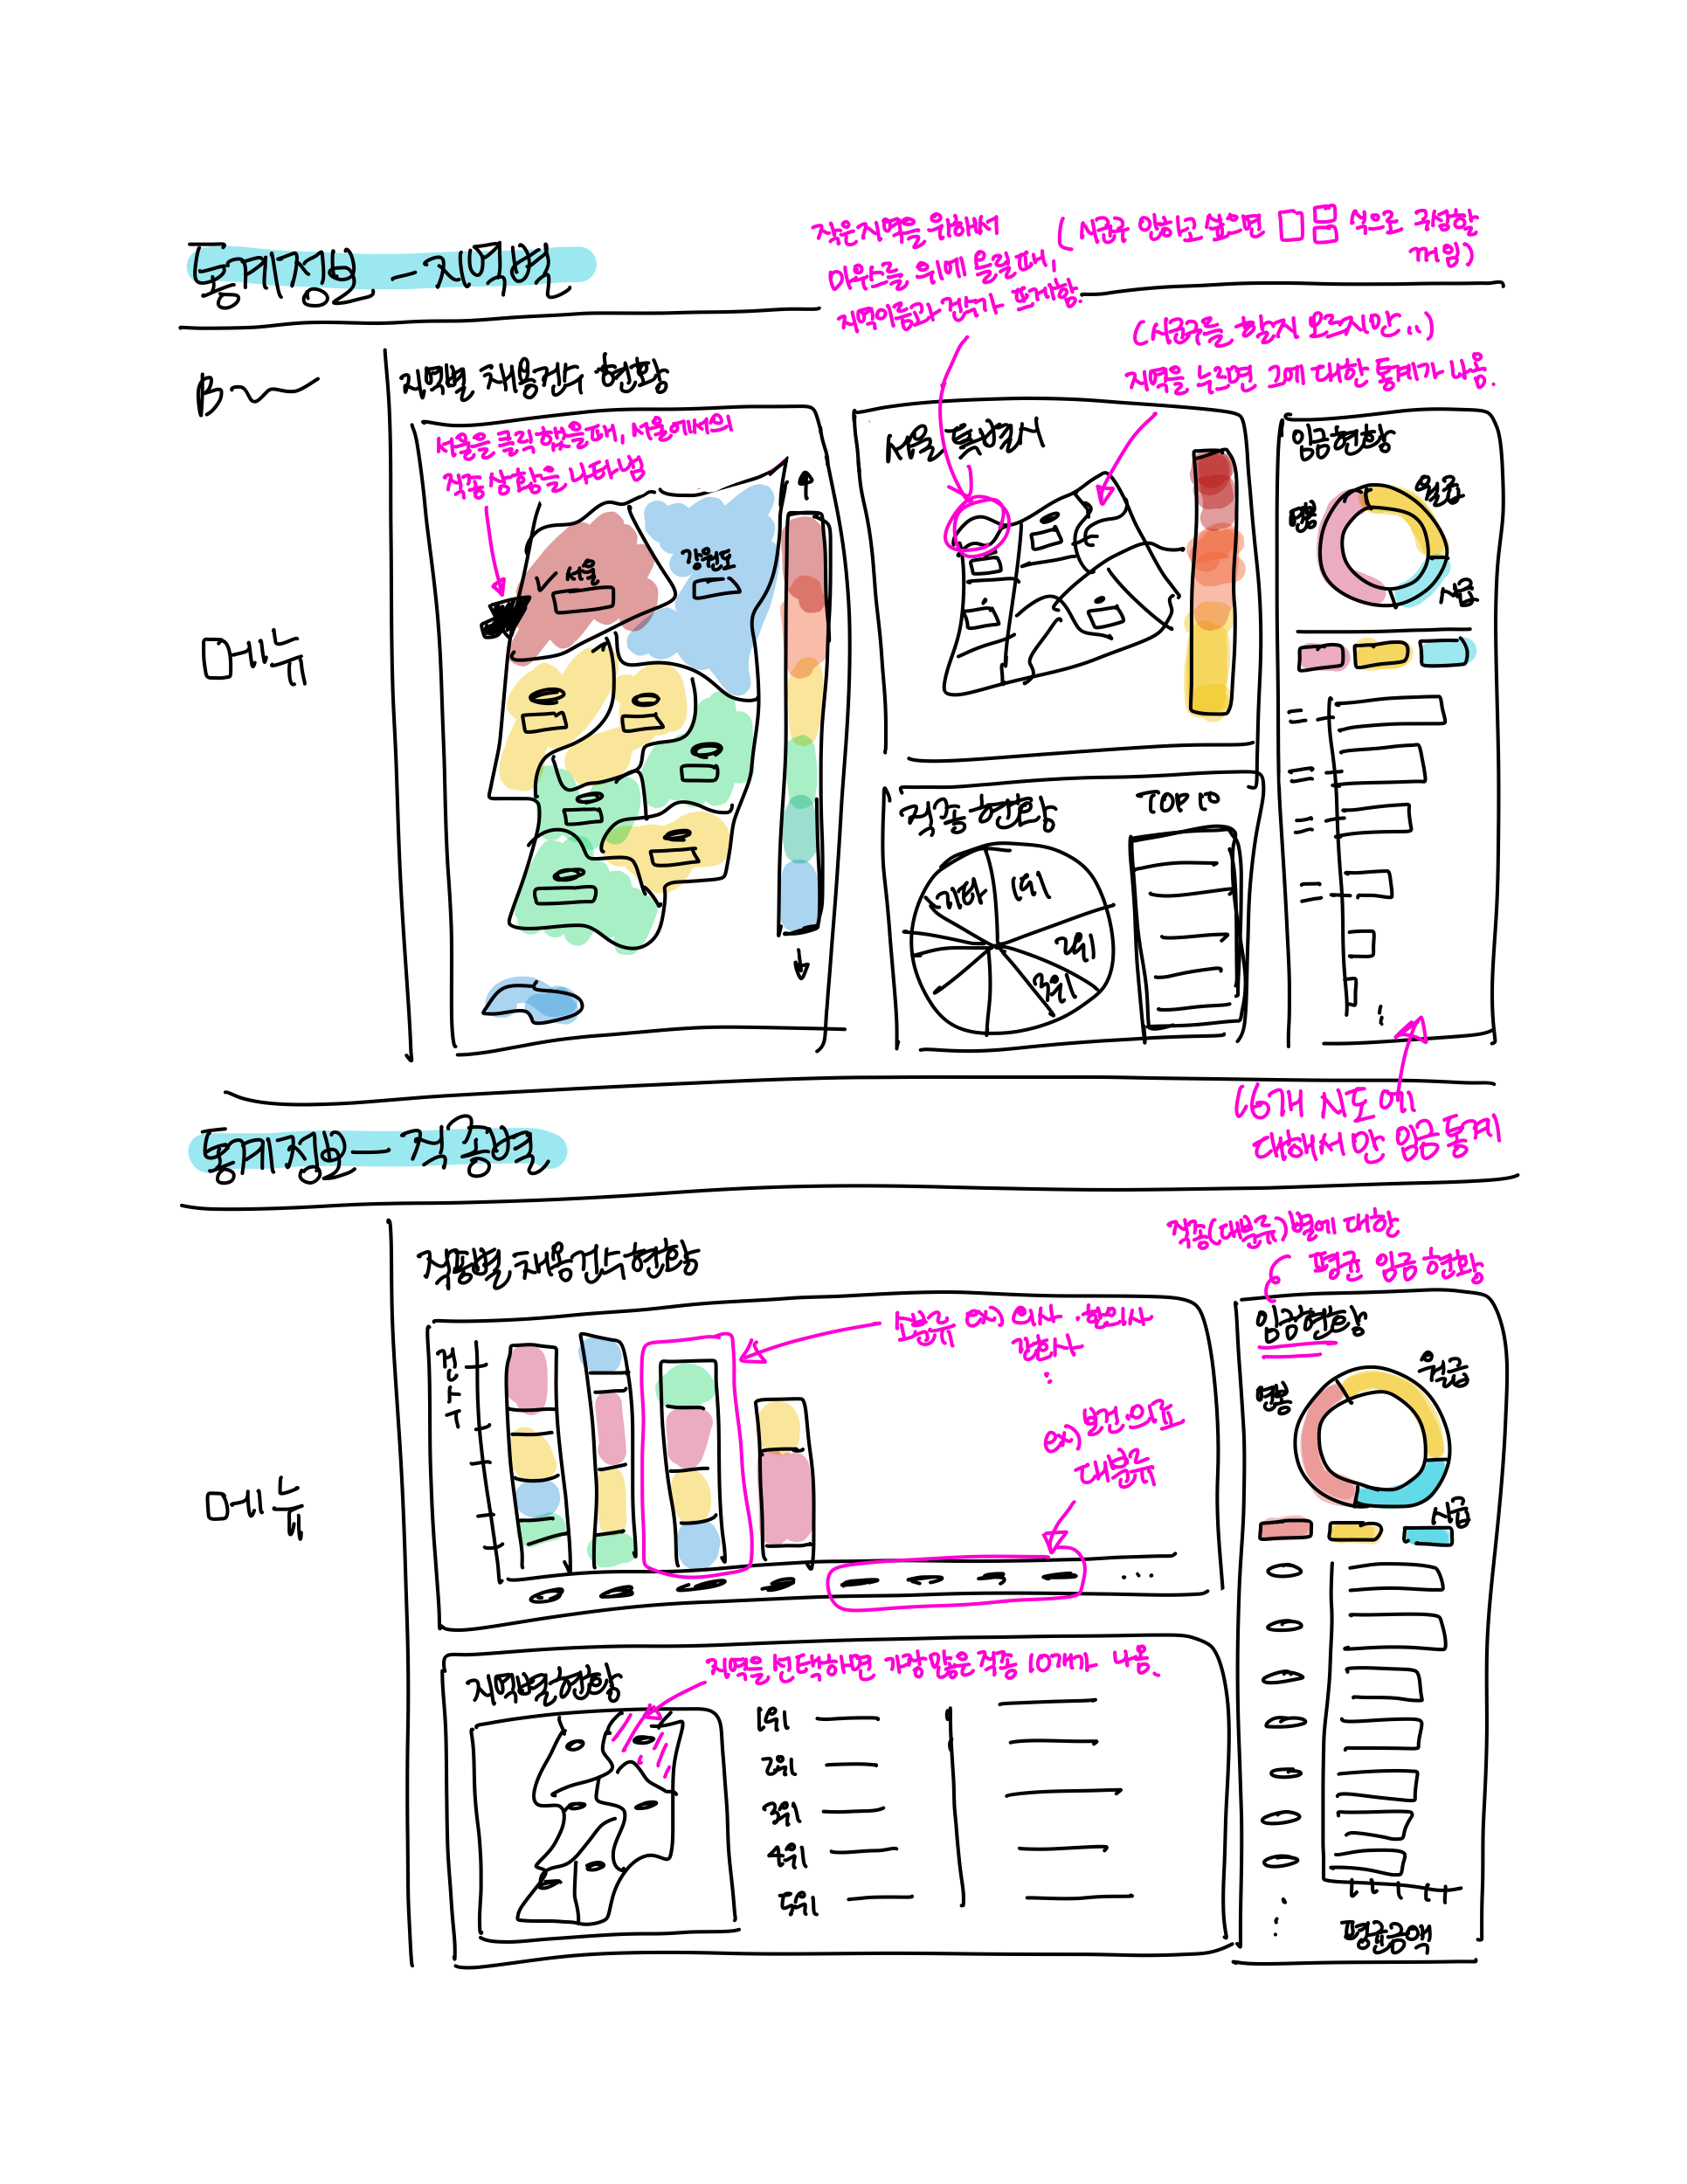 통계정보 - 지역별
작은지역을 위해서
마우스를 위에 올릴때,
지역이름과 건수가 뜨게함.
(시군구 안하고 싶으면 식으로 구성할
꺼임)
(시군구를 할지 모르지만..)
지역을 누르면 그에 대한 통계가 나옴.
메뉴
지역별 채용건수 현황
서울을 클릭했을때, 서울에서의
직종상황을 나타냄
서울
강원도
서울특별시
직종현황
TOP 10
기타
1위
2위
3위
임금현황
연봉
월급
시급
16개 시도에
대해서만 임금통계
통계정보 - 직종별
메뉴
직종별 채용건수현황
건수
소분류 ex) 의사·한의사
간호사
ex) 보건·의료
대분류
지역별현황
지역을 선택하면 가장많은 직종 10개가 나옴.
1위
2위
3위
4위
5위
직종(대분류)별에 대한
평균 임금 현황
임금현황
연봉
월급
시급
평균금액